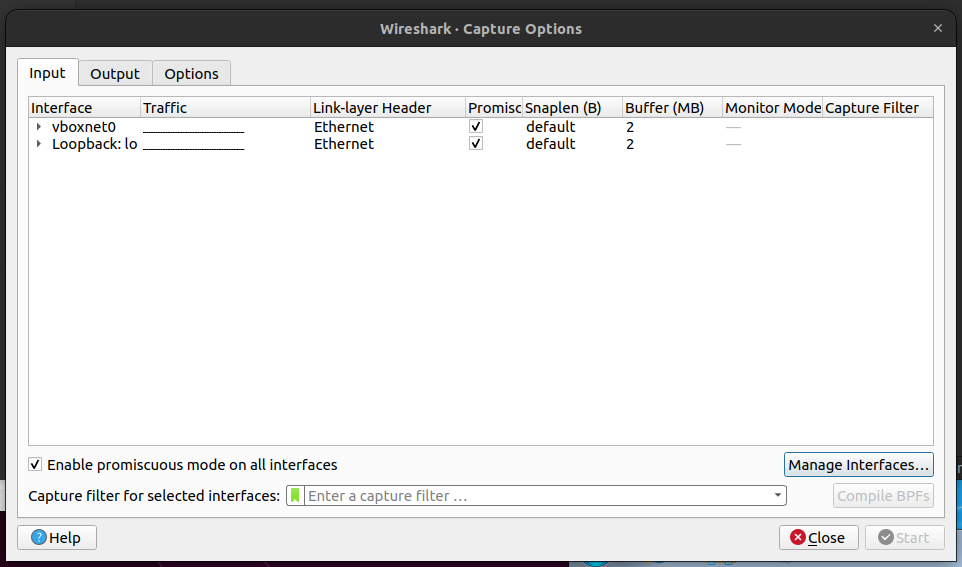 Wireshark · Capture Options
Input Output Options
Interface Traffic Link-layer Header Promisc Snaplen (B) Buffer (MB) Monitor Mode Capture Filter
vboxnet0 Ethernet default 2 —
Loopback: lo Ethernet default 2 —
Enable promiscuous mode on all interfaces
Manage Interfaces...
Capture filter for selected interfaces: Enter a capture filter ...
Compile BPFs
Help
Close
Start